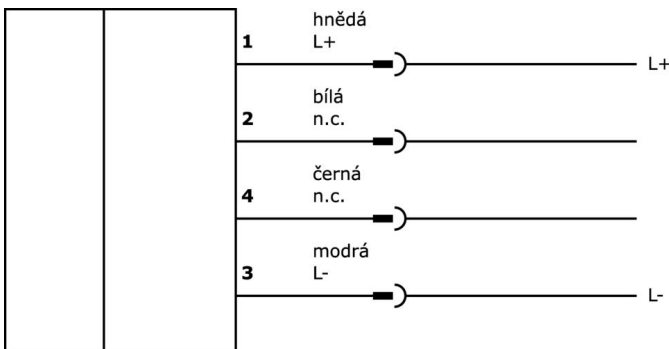 hnědá
1 L+
L+
bílá
2 n.c.
černá
4 n.c.
modrá
3 L-
L-